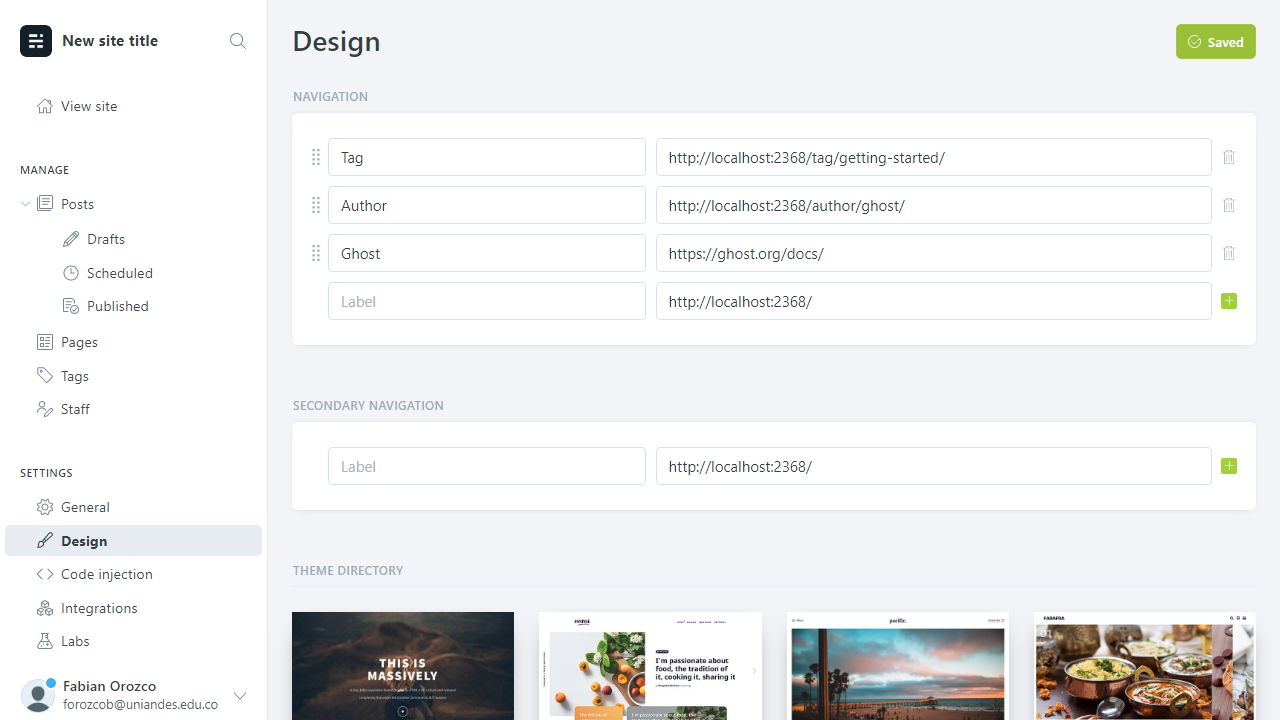 New site title
View site
MANAGE
Posts
Drafts
Scheduled
Published
Pages
Tags
Staff
SETTINGS
General
Design
Code injection
Integrations
Labs
Fabian Orozco
forozcob@uniandes.edu.co
Design
Saved
NAVIGATION
Tag http://localhost:2368/tag/getting-started/
Author http://localhost:2368/author/ghost/
Ghost https://ghost.org/docs/
Label http://localhost:2368/
SECONDARY NAVIGATION
Label http://localhost:2368/
THEME DIRECTORY
THIS IS
MASSIVELY
I'm passionate about
food, the tradition of
it, cooking it, sharing it
pacific.